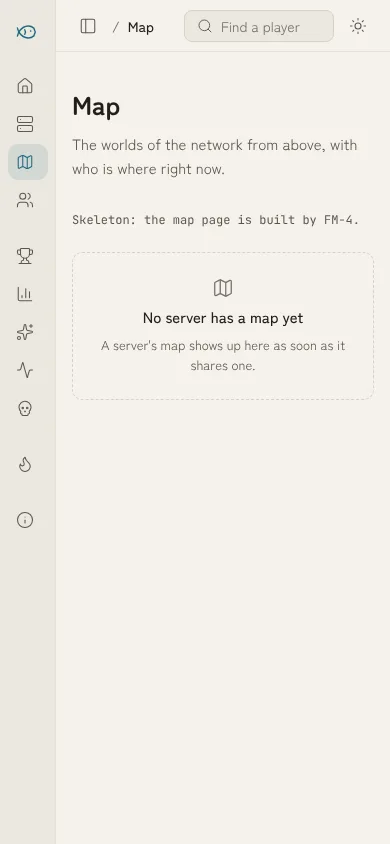 / Map
Find a player
Map
The worlds of the network from above, with
who is where right now.
Skeleton: the map page is built by FM-4.
No server has a map yet
A server's map shows up here as soon as it
shares one.